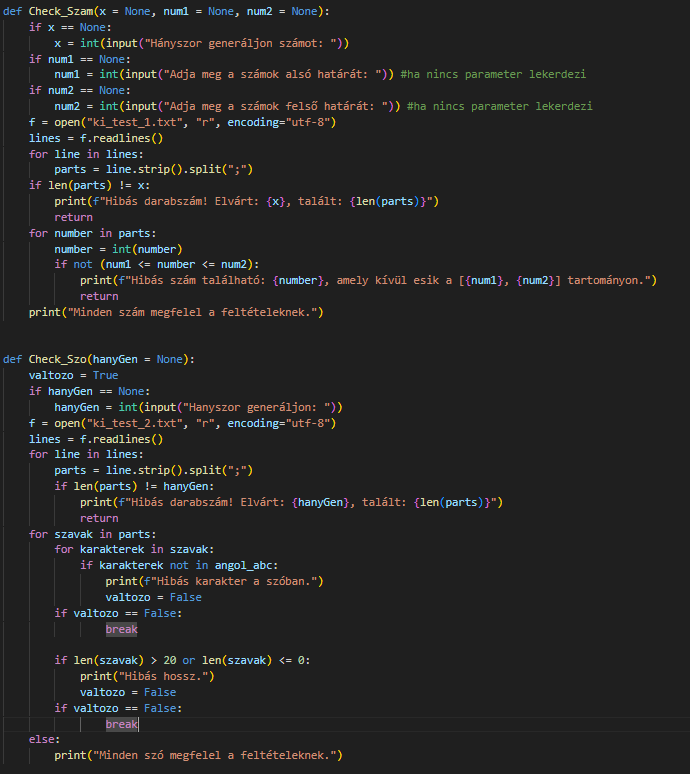 def Check_Szam(x = None, num1 = None, num2 = None):
    if x == None:
        x = int(input("Hányszor generáljon számot: "))
    if num1 == None:
        num1 = int(input("Adja meg a számok alsó határát: ")) #ha nincs parameter lekerdezi
    if num2 == None:
        num2 = int(input("Adja meg a számok felső határát: ")) #ha nincs parameter lekerdezi
    f = open("ki_test_1.txt", "r", encoding="utf-8")
    lines = f.readlines()
    for line in lines:
        parts = line.strip().split(";")
    if len(parts) != x:
        print(f"Hibás darabszám! Elvárt: {x}, talált: {len(parts)}")
        return
    for number in parts:
        number = int(number)
        if not (num1 <= number <= num2):
            print(f"Hibás szám található: {number}, amely kívül esik a [{num1}, {num2}] tartományon.")
            return
    print("Minden szám megfelel a feltételeknek.")

def Check_Szo(hanyGen = None):
    valtozo = True
    if hanyGen == None:
        hanyGen = int(input("Hanyszor generáljon: "))
    f = open("ki_test_2.txt", "r", encoding="utf-8")
    lines = f.readlines()
    for line in lines:
        parts = line.strip().split(";")
        if len(parts) != hanyGen:
            print(f"Hibás darabszám! Elvárt: {hanyGen}, talált: {len(parts)}")
            return
    for szavak in parts:
        for karakterek in szavak:
            if karakterek not in angol_abc:
                print(f"Hibás karakter a szóban.")
                valtozo = False
        if valtozo == False:
                break

        if len(szavak) > 20 or len(szavak) <= 0:
            print("Hibás hossz.")
            valtozo = False
        if valtozo == False:
                break
    else:
        print("Minden szó megfelel a feltételeknek.")